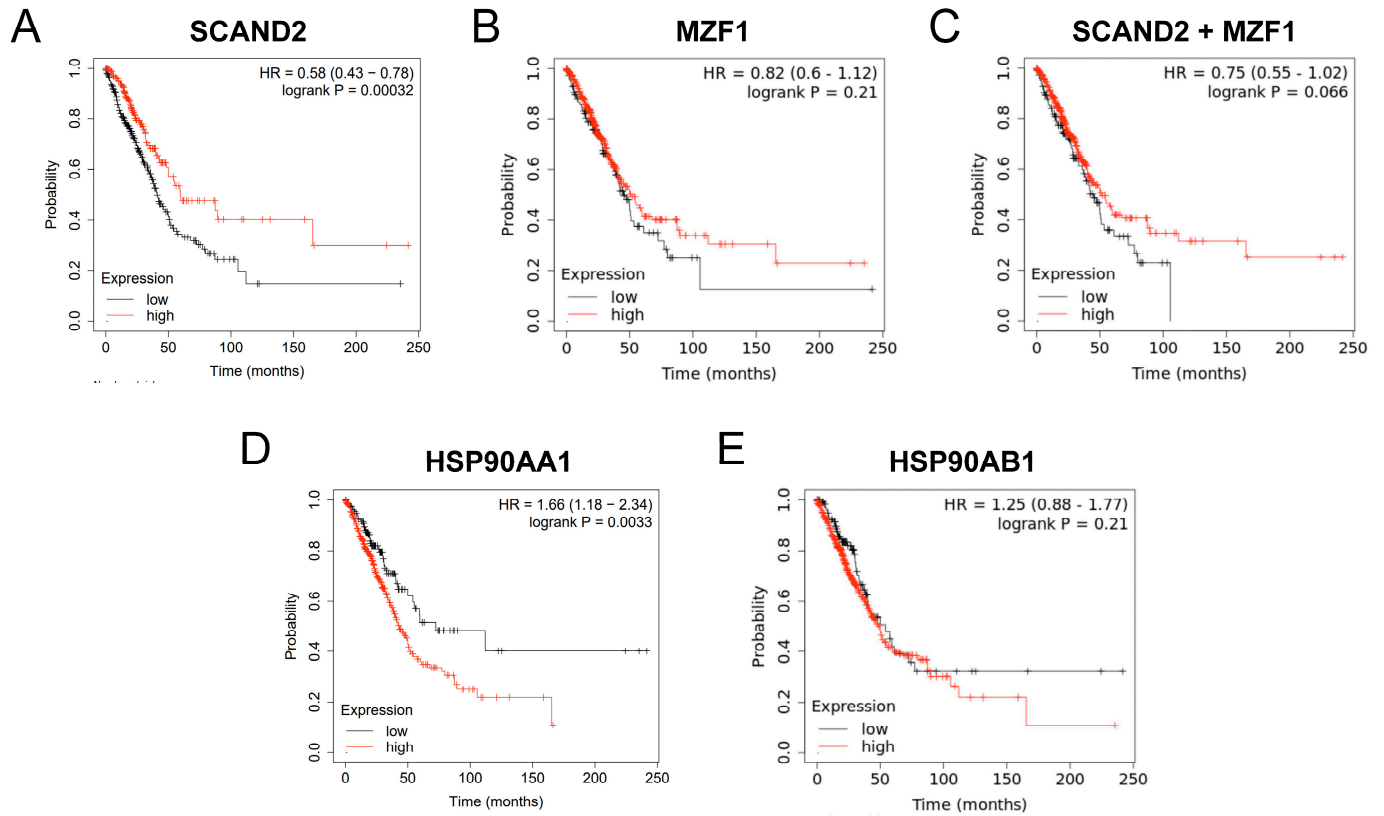 A
SCAND2
HR = 0.58 (0.43 − 0.78)
logrank P = 0.00032
Probability
1.0
0.8
0.6
0.4
0.2
0.0
Expression
low
high
0 50 100 150 200 250
Time (months)
B
MZF1
HR = 0.82 (0.6 - 1.12)
logrank P = 0.21
Probability
1.0
0.8
0.6
0.4
0.2
0.0
Expression
low
high
0 50 100 150 200 250
Time (months)
C
SCAND2 + MZF1
HR = 0.75 (0.55 - 1.02)
logrank P = 0.066
Probability
1.0
0.8
0.6
0.4
0.2
0.0
Expression
low
high
0 50 100 150 200 250
Time (months)
D
HSP90AA1
HR = 1.66 (1.18 − 2.34)
logrank P = 0.0033
Probability
1.0
0.8
0.6
0.4
0.2
0.0
Expression
low
high
0 50 100 150 200 250
Time (months)
E
HSP90AB1
HR = 1.25 (0.88 - 1.77)
logrank P = 0.21
Probability
1.0
0.8
0.6
0.4
0.2
0.0
Expression
low
high
0 50 100 150 200 250
Time (months)